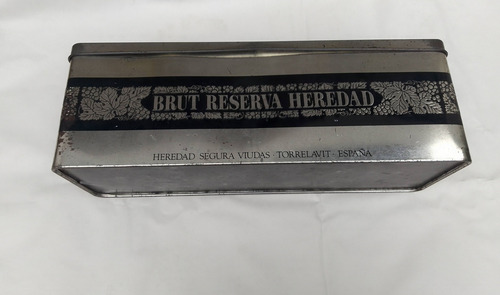 BRUT RESERVA HEREDAD
HEREDAD SEGURA VIUDAS · TORRELAVIT · ESPAÑA